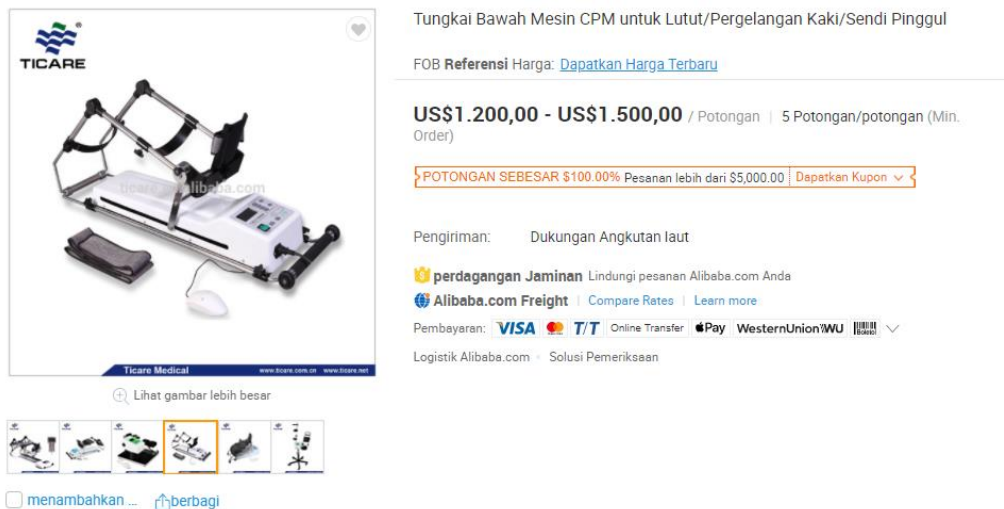 Tungkai Bawah Mesin CPM untuk Lutut/Pergelangan Kaki/Sendi Pinggul
TICARE
FOB Referensi Harga: Dapatkan Harga Terbaru
US$1.200,00 - US$1.500,00 / Potongan | 5 Potongan/potongan (Min.
Order)
POTONGAN SEBESAR $100.00% Pesanan lebih dari $5,000.00 Dapatkan Kupon
Pengiriman: Dukungan Angkutan laut
perdagangan Jaminan Lindungi pesanan Alibaba.com Anda
Alibaba.com Freight | Compare Rates | Learn more
Pembayaran: VISA T/T Online Transfer Pay WesternUnion WU Boleto
Logistik Alibaba.com Solusi Pemeriksaan
Ticare Medical www.ticare.com.cn www.ticare.net
Lihat gambar lebih besar
menambahkan ... berbagi